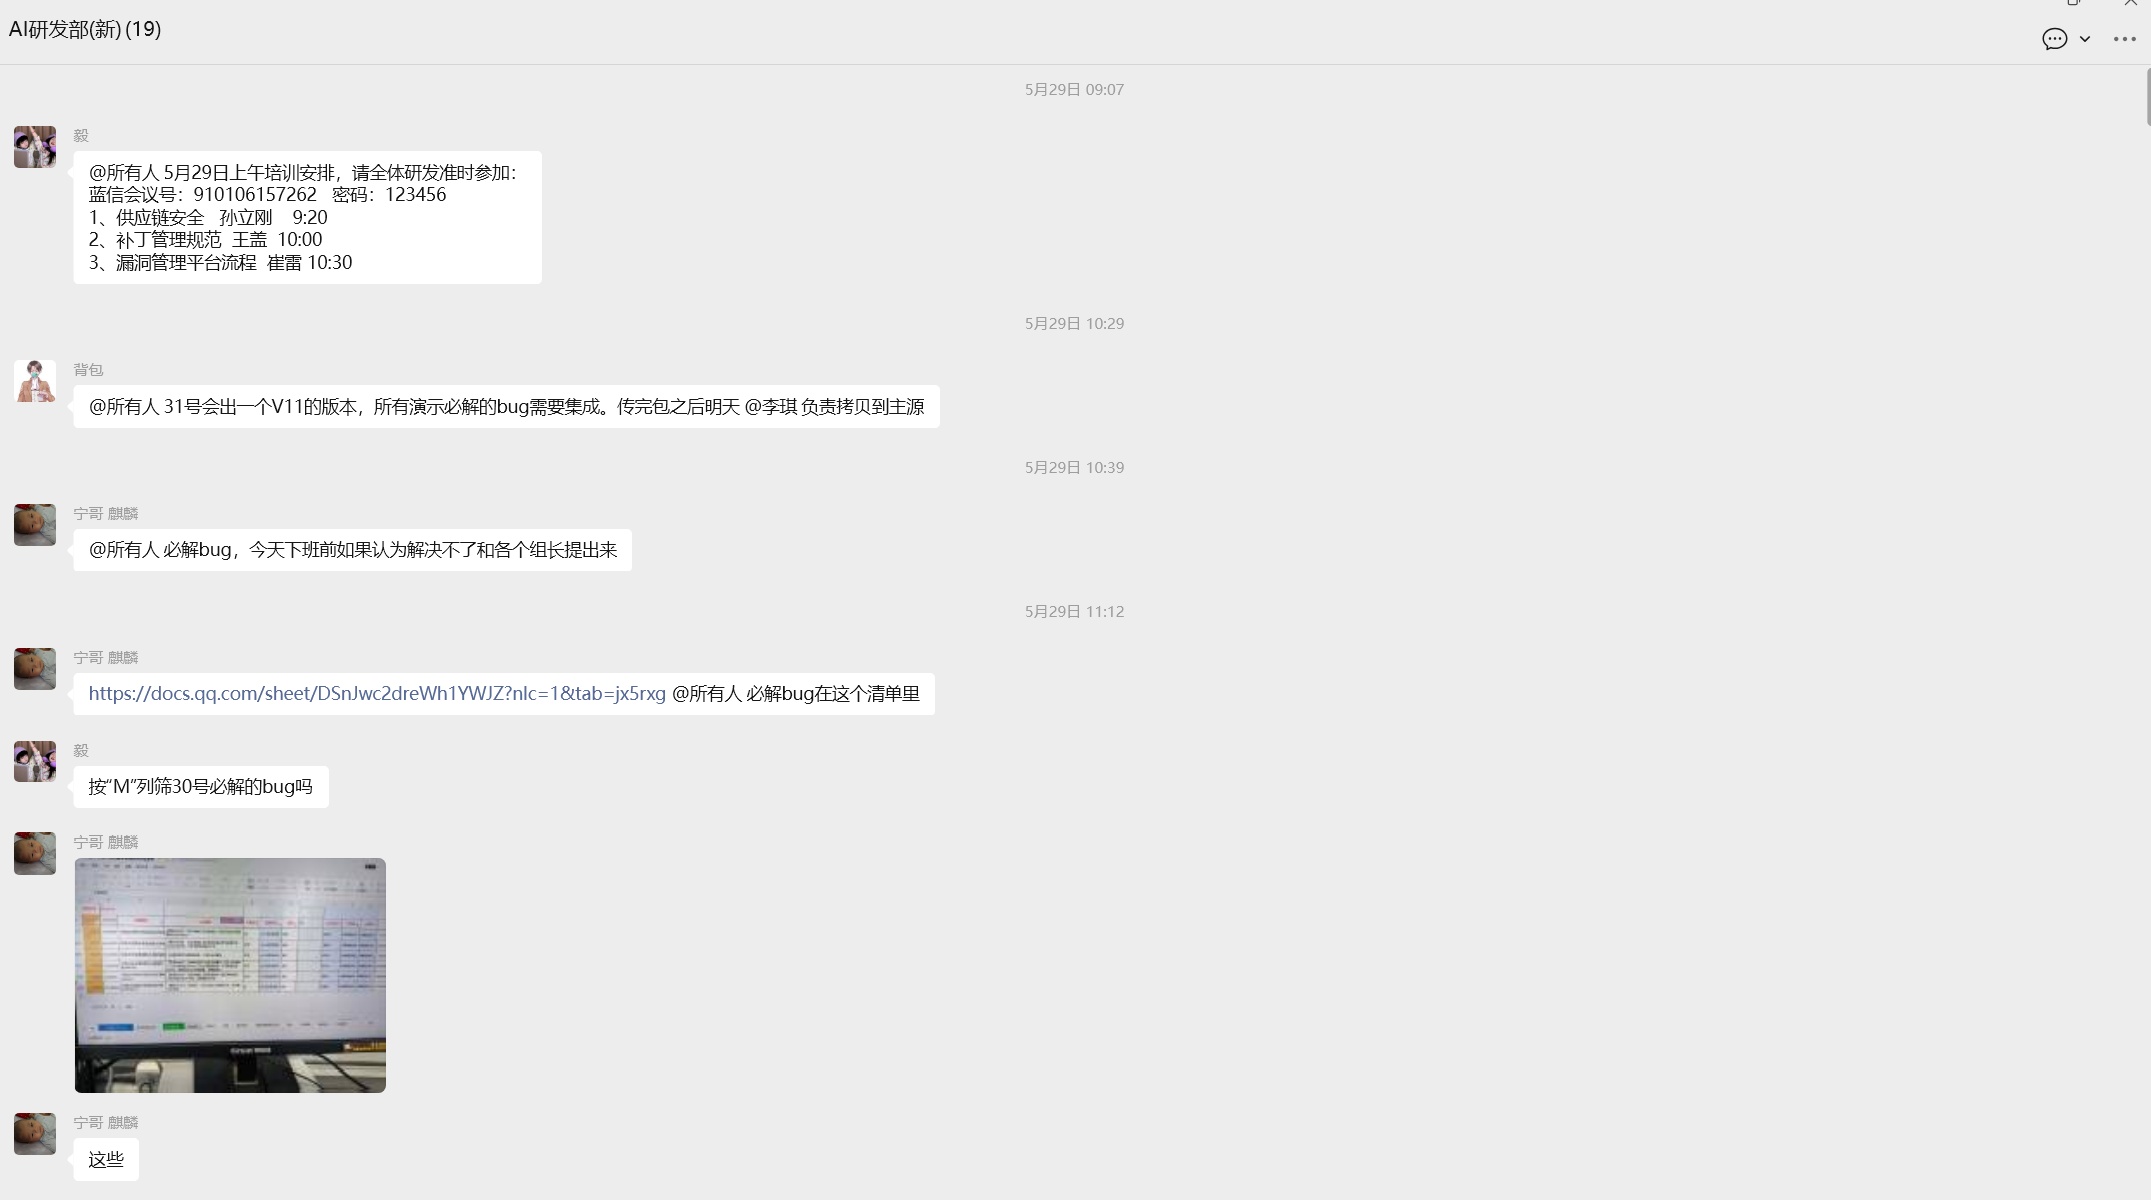 AI研发部(新) (19)
5月29日 09:07
毅
@所有人 5月29日上午培训安排，请全体研发准时参加：
蓝信会议号：910106157262 密码：123456
1、供应链安全 孙立刚 9:20
2、补丁管理规范 王盖 10:00
3、漏洞管理平台流程 崔雷 10:30
5月29日 10:29
背包
@所有人 31号会出一个V11的版本，所有演示必解的bug需要集成。传完包之后明天 @李琪 负责拷贝到主源
5月29日 10:39
宁哥 麒麟
@所有人 必解bug，今天下班前如果认为解决不了和各个组长提出来
5月29日 11:12
宁哥 麒麟
https://docs.qq.com/sheet/DSnJwc2dreWh1YWJZ?nlc=1&tab=jx5rxg @所有人 必解bug在这个清单里
毅
按“M”列筛30号必解的bug吗
宁哥 麒麟
宁哥 麒麟
这些